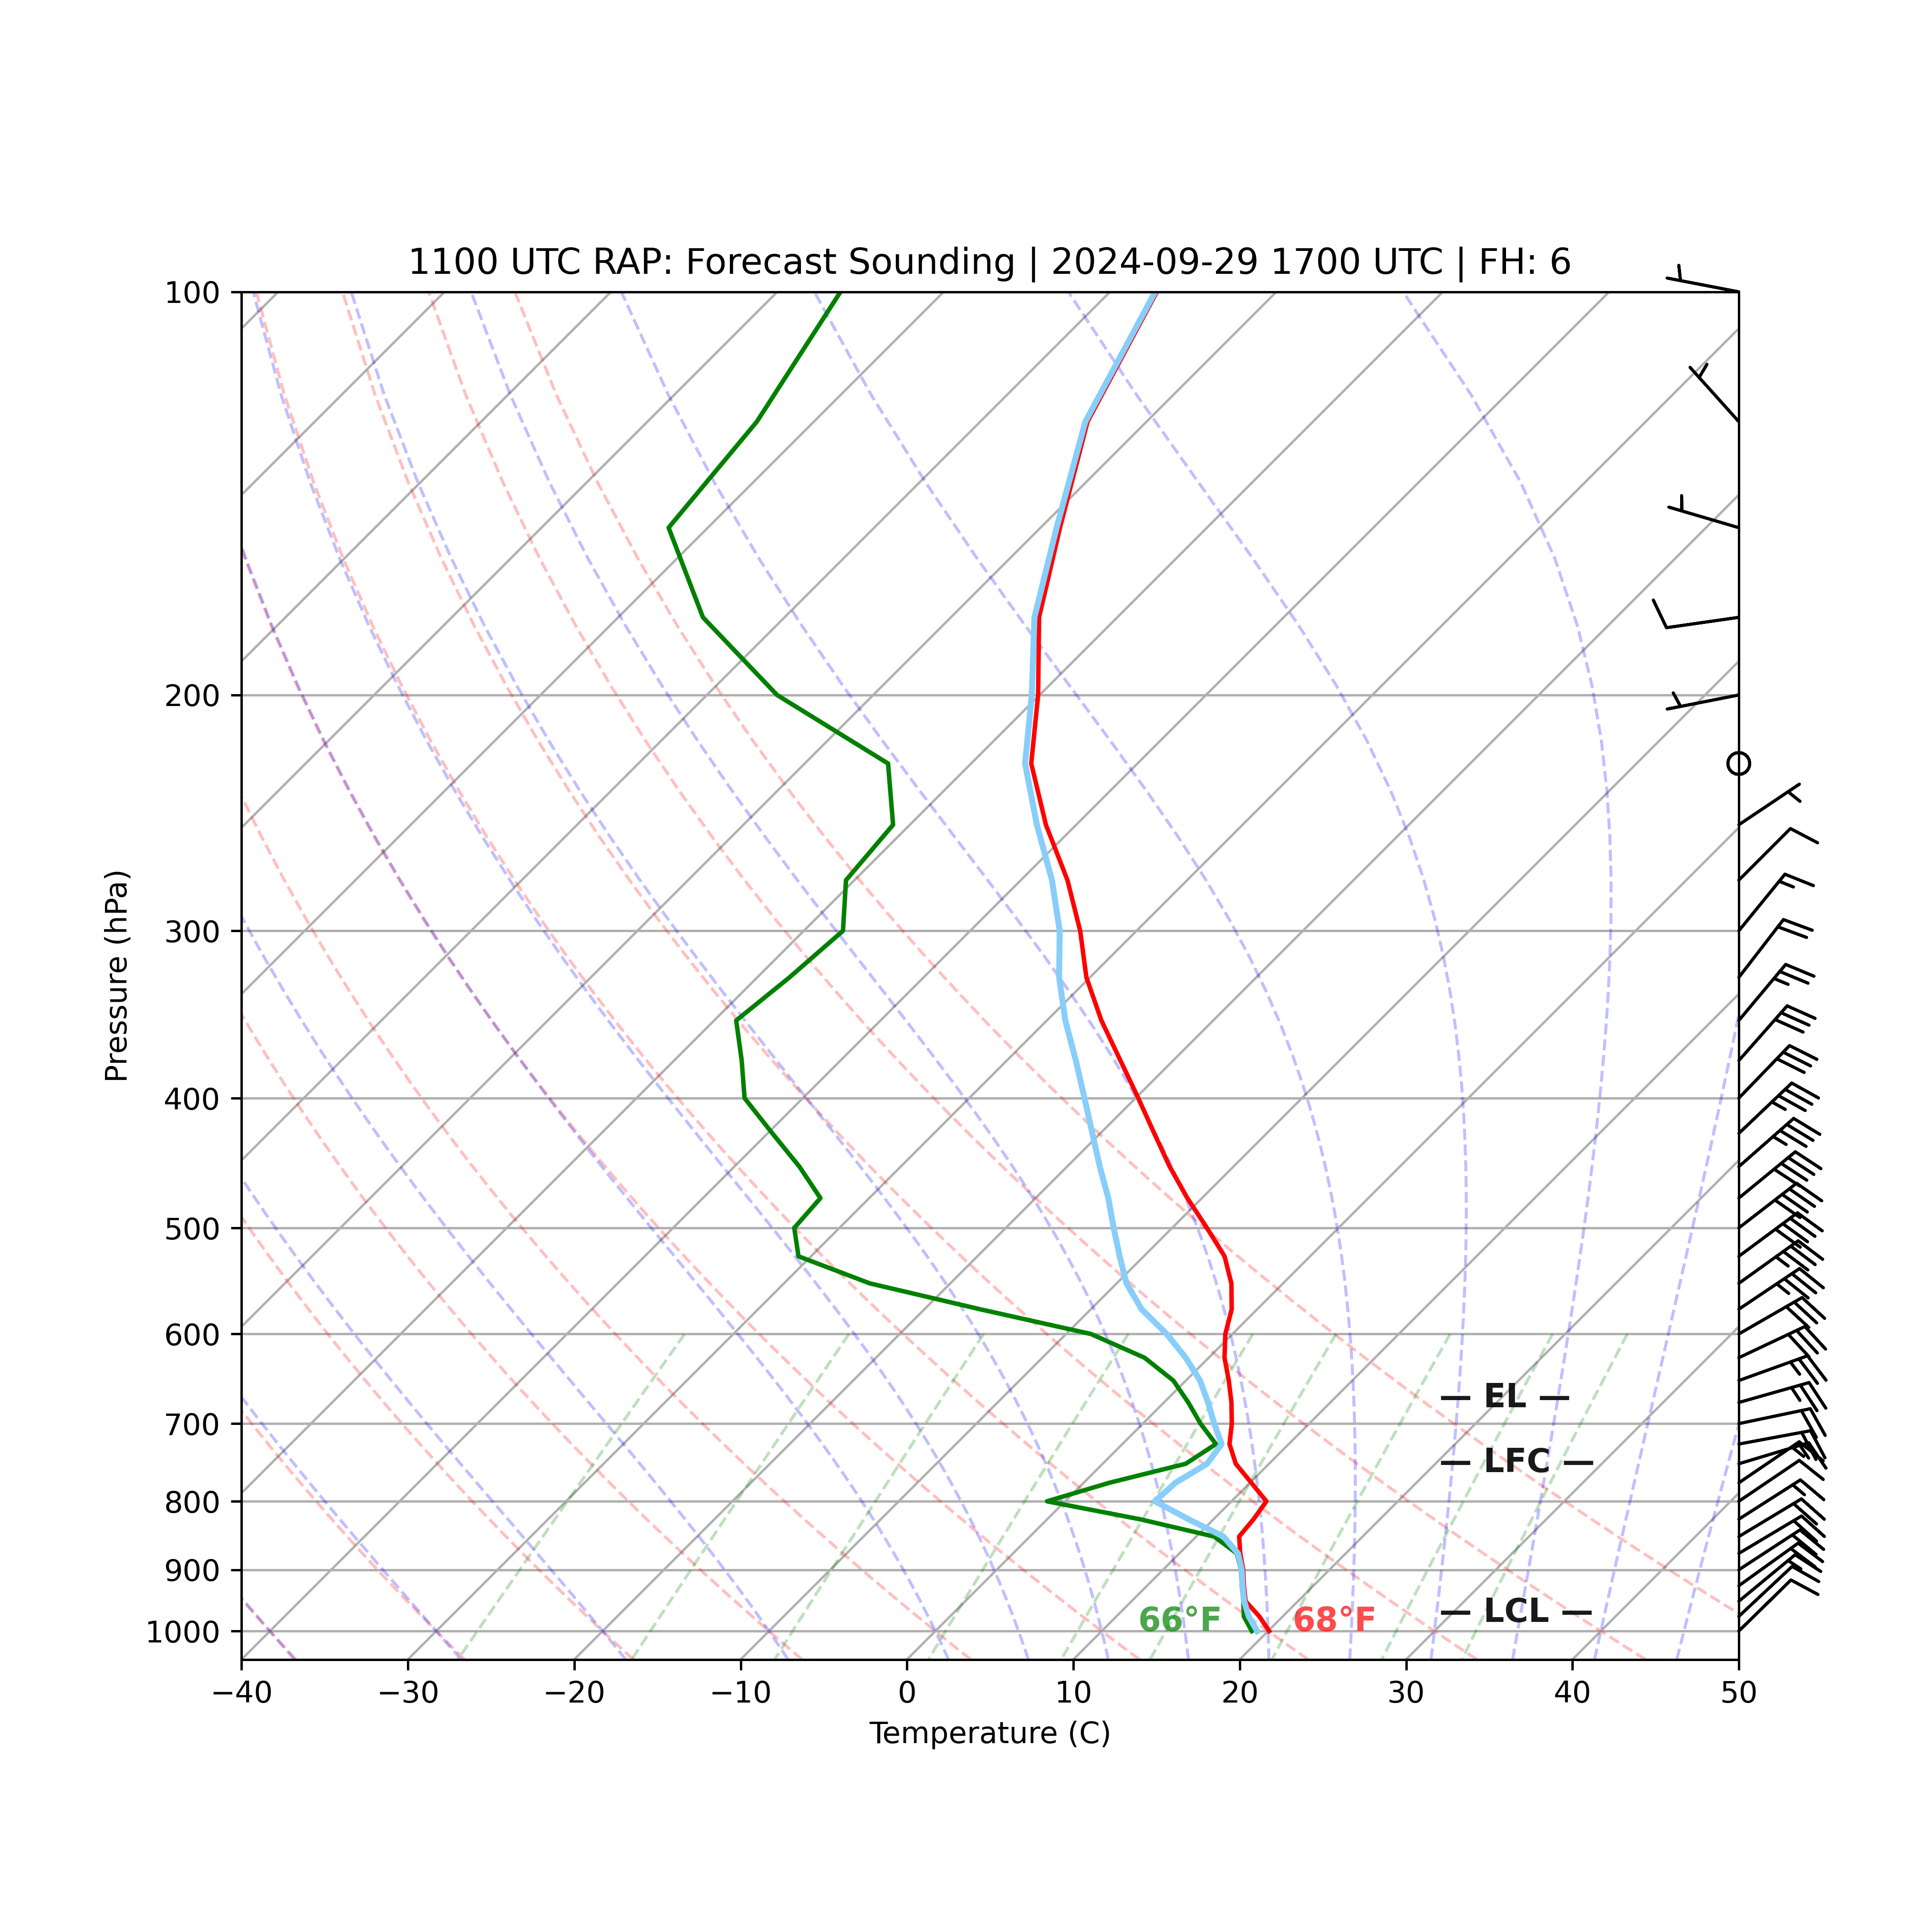 1100 UTC RAP: Forecast Sounding | 2024-09-29 1700 UTC | FH: 6
100
200
300
400
500
600
700
800
900
1000
Pressure (hPa)
— EL —
— LFC —
— LCL —
66°F 68°F
−40 −30 −20 −10 0 10 20 30 40 50
Temperature (C)